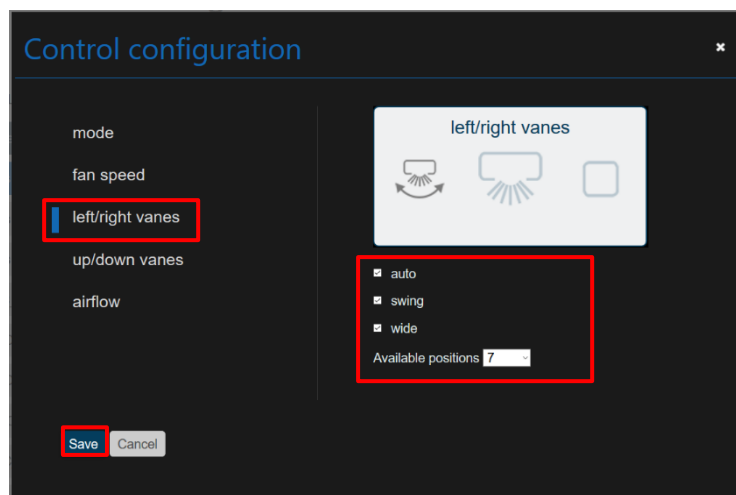 Control configuration
mode
fan speed
left/right vanes
up/down vanes
airflow
left/right vanes
auto
swing
wide
Available positions 7
Save Cancel